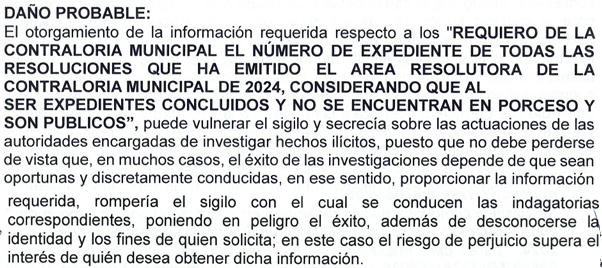 DAÑO PROBABLE:
El otorgamiento de la información requerida respecto a los "REQUIERO DE LA
CONTRALORIA MUNICIPAL EL NÚMERO DE EXPEDIENTE DE TODAS LAS
RESOLUCIONES QUE HA EMITIDO EL AREA RESOLUTORA DE LA
CONTRALORIA MUNICIPAL DE 2024, CONSIDERANDO QUE AL
SER EXPEDIENTES CONCLUIDOS Y NO SE ENCUENTRAN EN PORCESO Y
SON PUBLICOS”, puede vulnerar el sigilo y secrecía sobre las actuaciones de las
autoridades encargadas de investigar hechos ilícitos, puesto que no debe perderse
de vista que, en muchos casos, el éxito de las investigaciones depende de que sean
oportunas y discretamente conducidas, en ese sentido, proporcionar la información
requerida, rompería el sigilo con el cual se conducen las indagatorias
correspondientes, poniendo en peligro el éxito, además de desconocerse la
identidad y los fines de quien solicita; en este caso el riesgo de perjuicio supera el
interés de quién desea obtener dicha información.